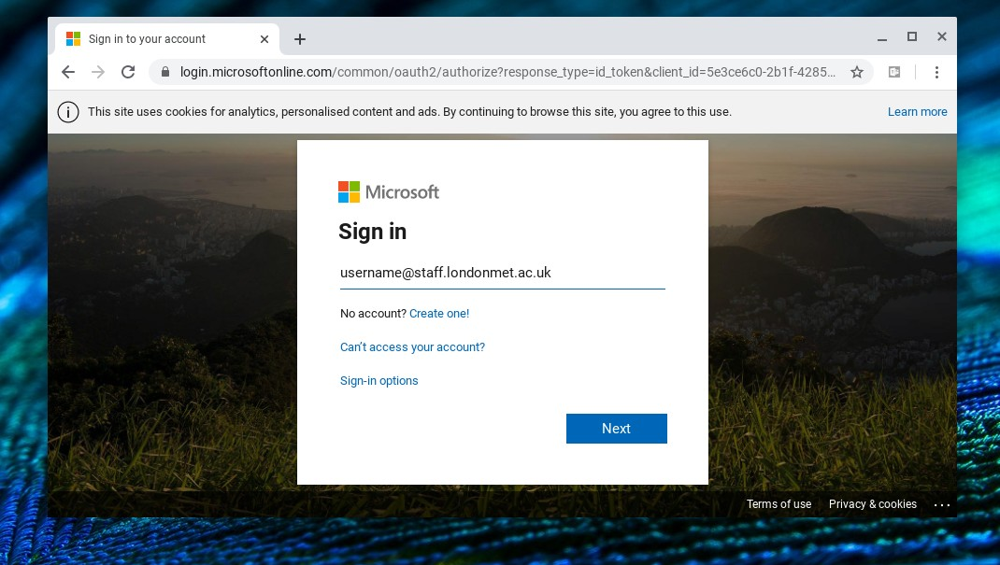 Sign in to your account
login.microsoftonline.com/common/oauth2/authorize?response_type=id_token&client_id=5e3ce6c0-2b1f-4285...
This site uses cookies for analytics, personalised content and ads. By continuing to browse this site, you agree to this use. Learn more
Microsoft
Sign in
username@staff.londonmet.ac.uk
No account? Create one!
Can't access your account?
Sign-in options
Next
Terms of use Privacy & cookies ...